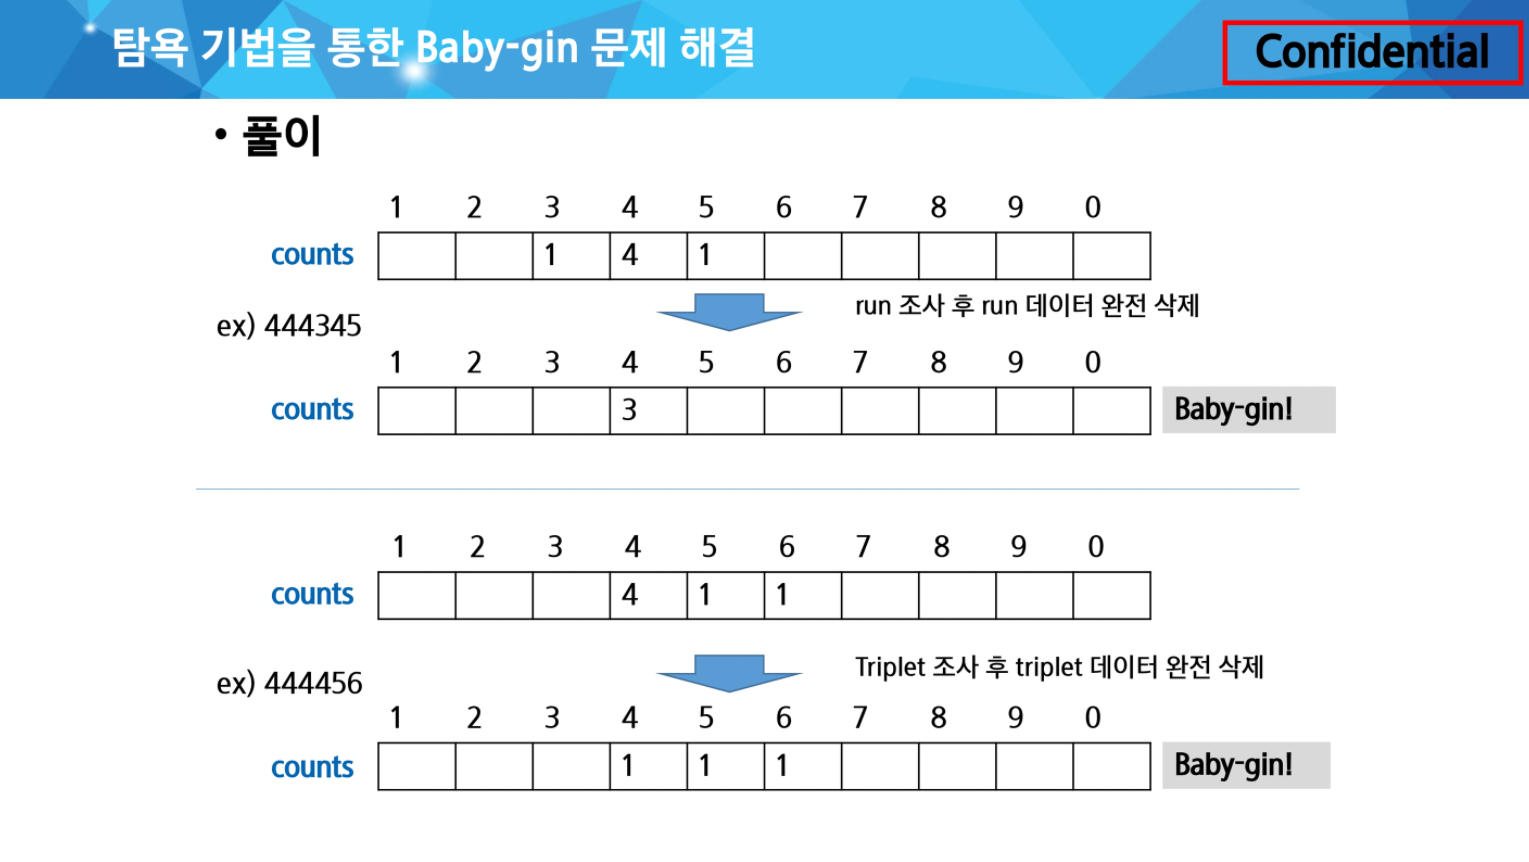 탐욕 기법을 통한 Baby-gin 문제 해결
Confidential
• 풀이
1 2 3 4 5 6 7 8 9 0
counts 1 4 1
run 조사 후 run 데이터 완전 삭제
ex) 444345
1 2 3 4 5 6 7 8 9 0
counts 3 Baby-gin!
1 2 3 4 5 6 7 8 9 0
counts 4 1 1
Triplet 조사 후 triplet 데이터 완전 삭제
ex) 444456
1 2 3 4 5 6 7 8 9 0
counts 1 1 1 Baby-gin!